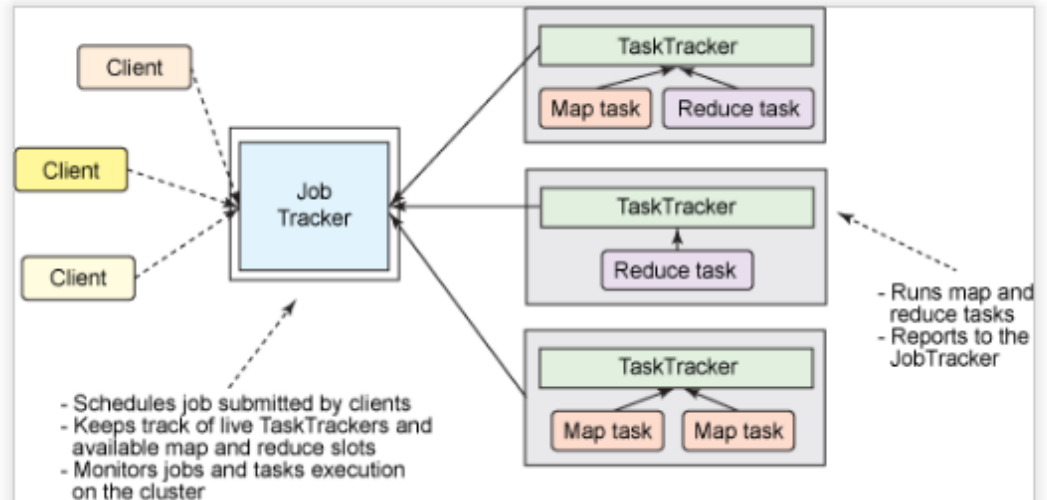 Client
Client
Client
Job
Tracker
TaskTracker
Map task
Reduce task
TaskTracker
Reduce task
TaskTracker
Map task
Map task
- Runs map and
reduce tasks
- Reports to the
JobTracker
- Schedules job submitted by clients
- Keeps track of live TaskTrackers and
available map and reduce slots
- Monitors jobs and tasks execution
on the cluster